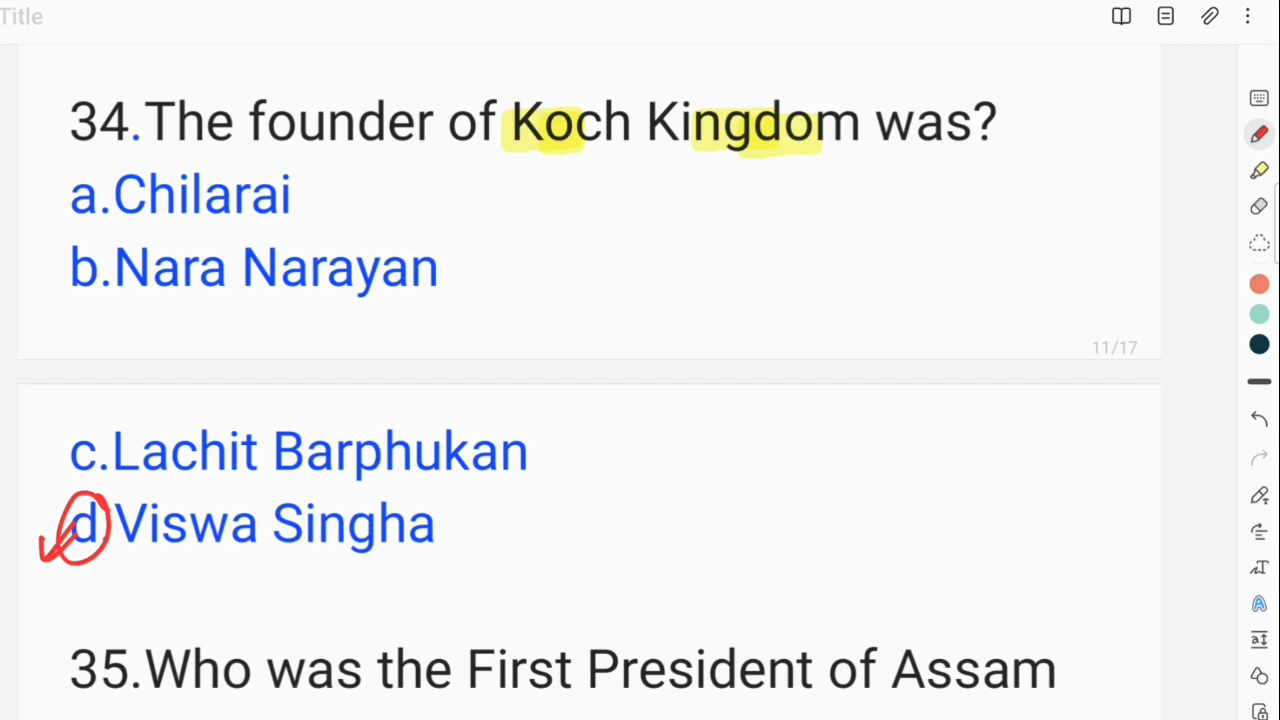 Title
34.The founder of Koch Kingdom was?
a.Chilarai
b.Nara Narayan
11/17
c.Lachit Barphukan
d Viswa Singha
35.Who was the First President of Assam